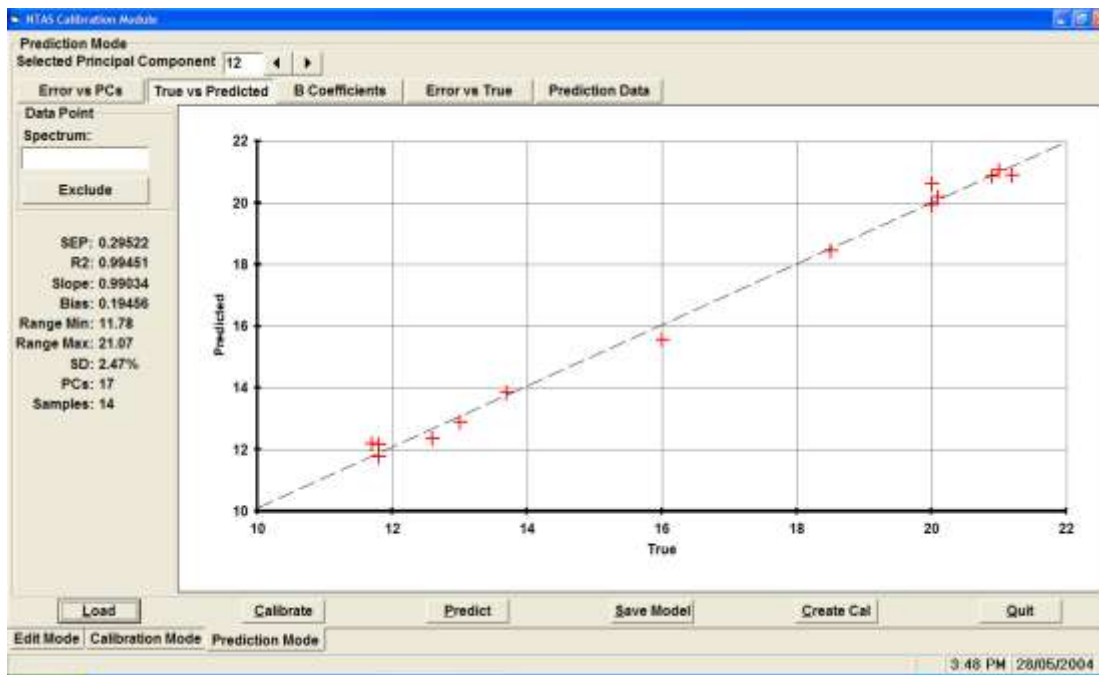 NTAS Calibration Module
Prediction Mode
Selected Principal Component 12
Error vs PCs True vs Predicted B Coefficients Error vs True Prediction Data
Data Point
Spectrum:
Exclude
SEP: 0.29522
R2: 0.99451
Slope: 0.99034
Bias: 0.19456
Range Min: 11.78
Range Max: 21.07
SD: 2.47%
PCs: 17
Samples: 14
22
20
18
16
14
12
10
Predicted
10 12 14 16 18 20 22
True
Load Calibrate Predict Save Model Create Cal Quit
Edit Mode Calibration Mode Prediction Mode
3:48 PM 28/05/2004